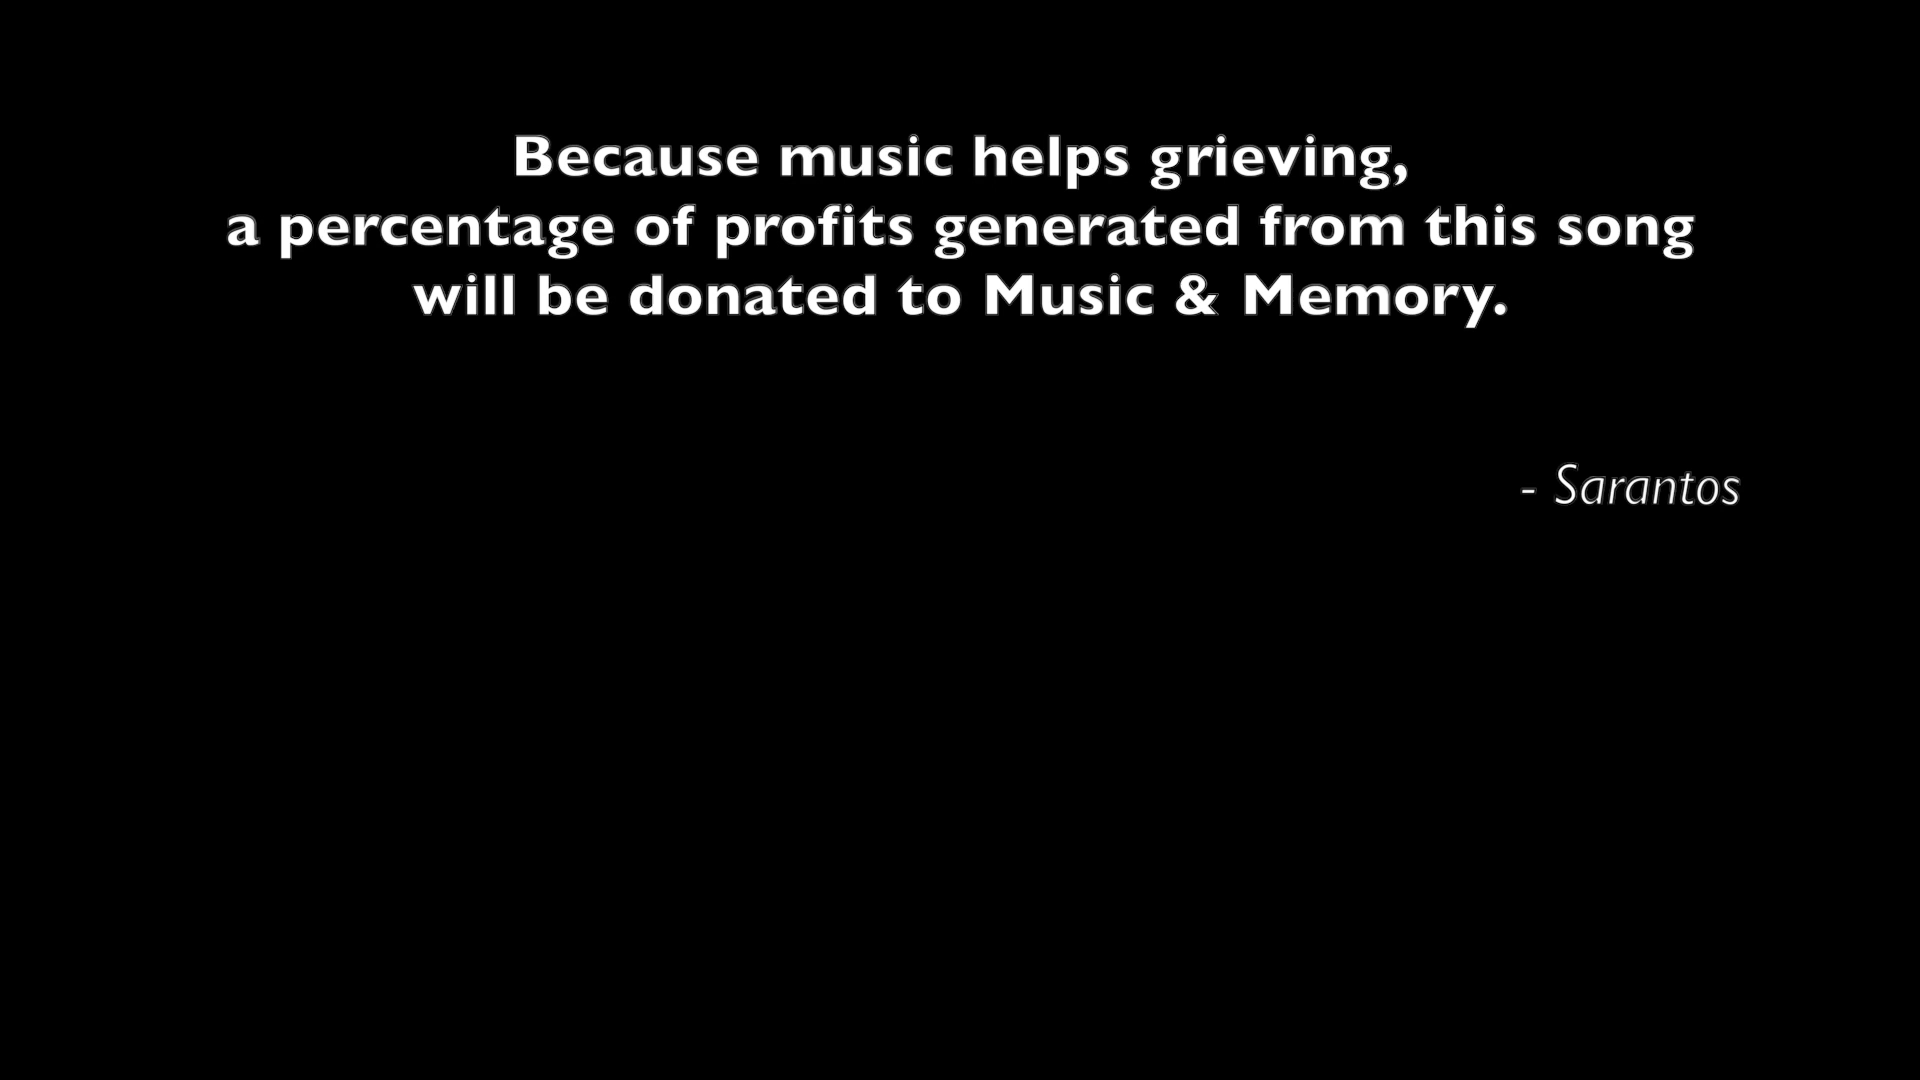 Because music helps grieving,
a percentage of profits generated from this song
will be donated to Music & Memory.
- Sarantos